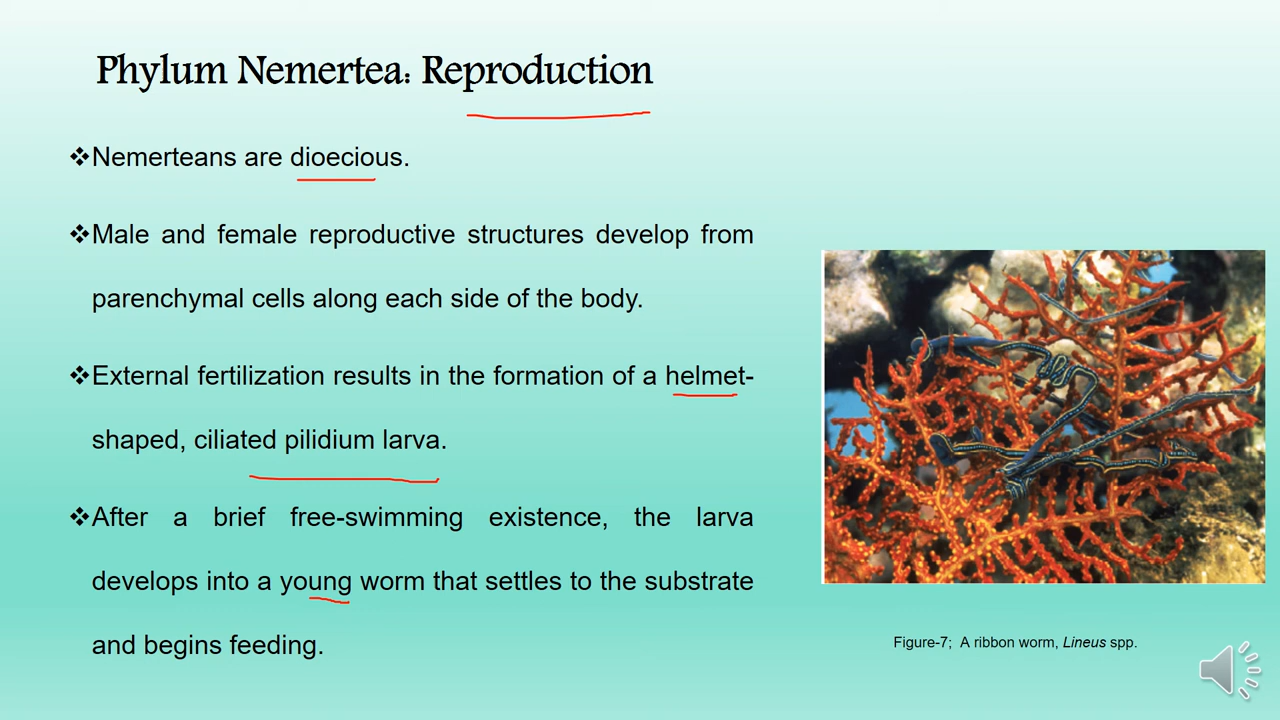 Phylum Nemertea: Reproduction
❖Nemerteans are dioecious.
❖Male and female reproductive structures develop from
parenchymal cells along each side of the body.
❖External fertilization results in the formation of a helmet-
shaped, ciliated pilidium larva.
❖After a brief free-swimming existence, the larva
develops into a young worm that settles to the substrate
and begins feeding.
Figure-7; A ribbon worm, Lineus spp.